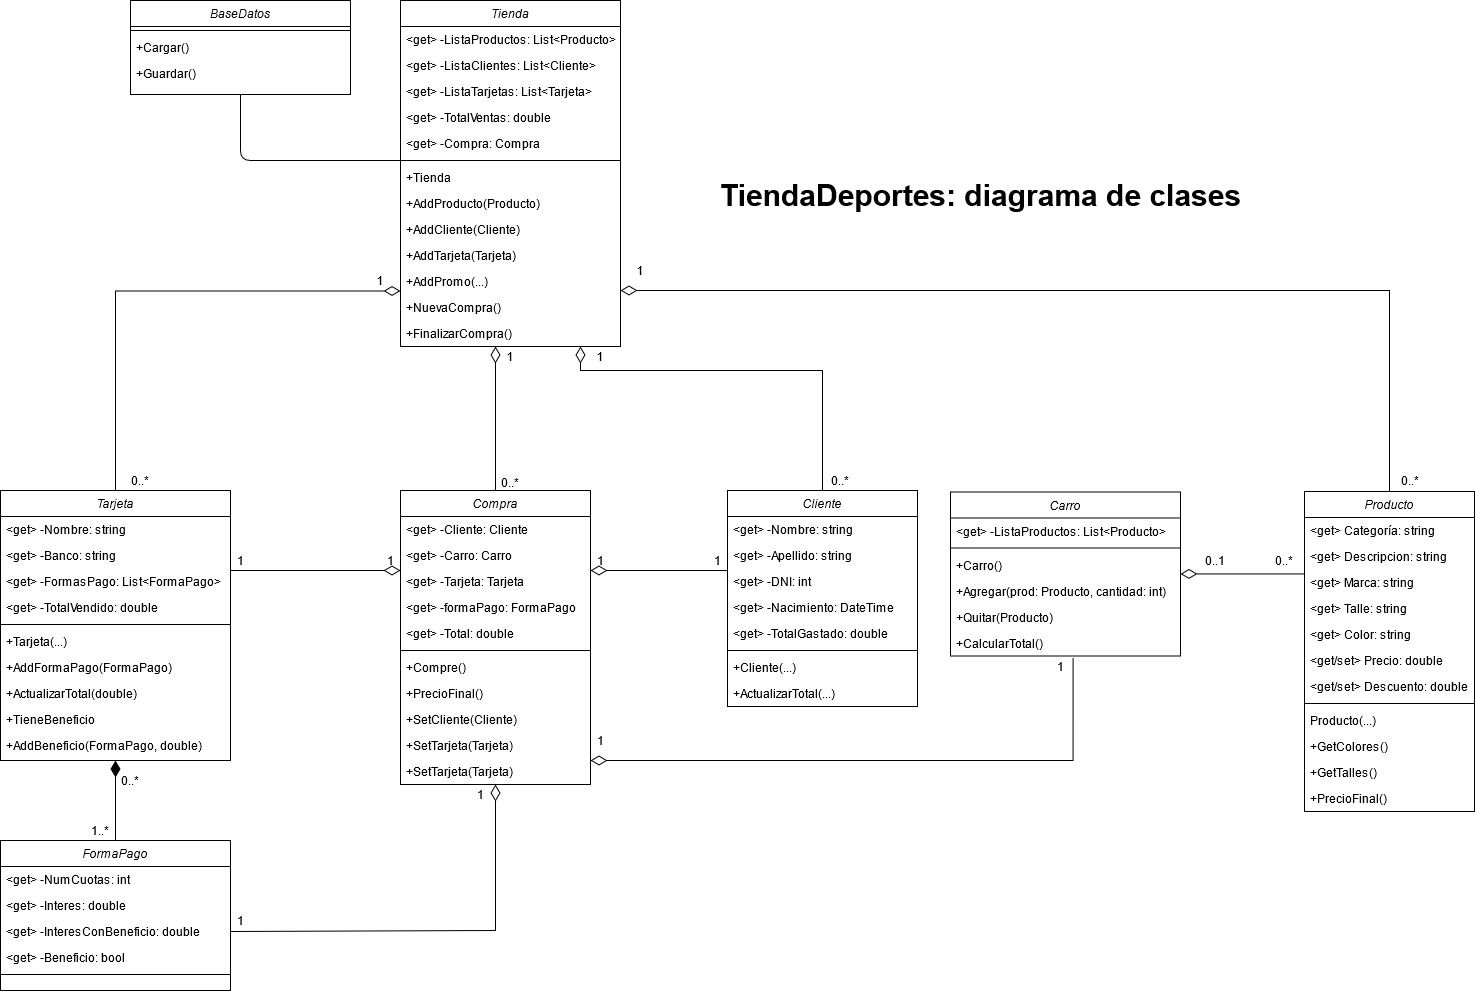 BaseDatos
+Cargar()
+Guardar()
Tienda
<get> -ListaProductos: List<Producto>
<get> -ListaClientes: List<Cliente>
<get> -ListaTarjetas: List<Tarjeta>
<get> -TotalVentas: double
<get> -Compra: Compra
+Tienda
+AddProducto(Producto)
+AddCliente(Cliente)
+AddTarjeta(Tarjeta)
+AddPromo(...)
+NuevaCompra()
+FinalizarCompra()
TiendaDeportes: diagrama de clases
1
1
1
1
0..*
0..*
0..*
0..*
Tarjeta
<get> -Nombre: string
<get> -Banco: string
<get> -FormasPago: List<FormaPago>
<get> -TotalVendido: double
+Tarjeta(...)
+AddFormaPago(FormaPago)
+ActualizarTotal(double)
+TieneBeneficio
+AddBeneficio(FormaPago, double)
1
1
Compra
<get> -Cliente: Cliente
<get> -Carro: Carro
<get> -Tarjeta: Tarjeta
<get> -formaPago: FormaPago
<get> -Total: double
+Compre()
+PrecioFinal()
+SetCliente(Cliente)
+SetTarjeta(Tarjeta)
+SetTarjeta(Tarjeta)
1
1
Cliente
<get> -Nombre: string
<get> -Apellido: string
<get> -DNI: int
<get> -Nacimiento: DateTime
<get> -TotalGastado: double
+Cliente(...)
+ActualizarTotal(...)
Carro
<get> -ListaProductos: List<Producto>
+Carro()
+Agregar(prod: Producto, cantidad: int)
+Quitar(Producto)
+CalcularTotal()
0..1
0..*
Producto
<get> Categoría: string
<get> Descripcion: string
<get> Marca: string
<get> Talle: string
<get> Color: string
<get/set> Precio: double
<get/set> Descuento: double
Producto(...)
+GetColores()
+GetTalles()
+PrecioFinal()
1
1
0..*
1
1..*
FormaPago
<get> -NumCuotas: int
<get> -Interes: double
<get> -InteresConBeneficio: double
<get> -Beneficio: bool
1